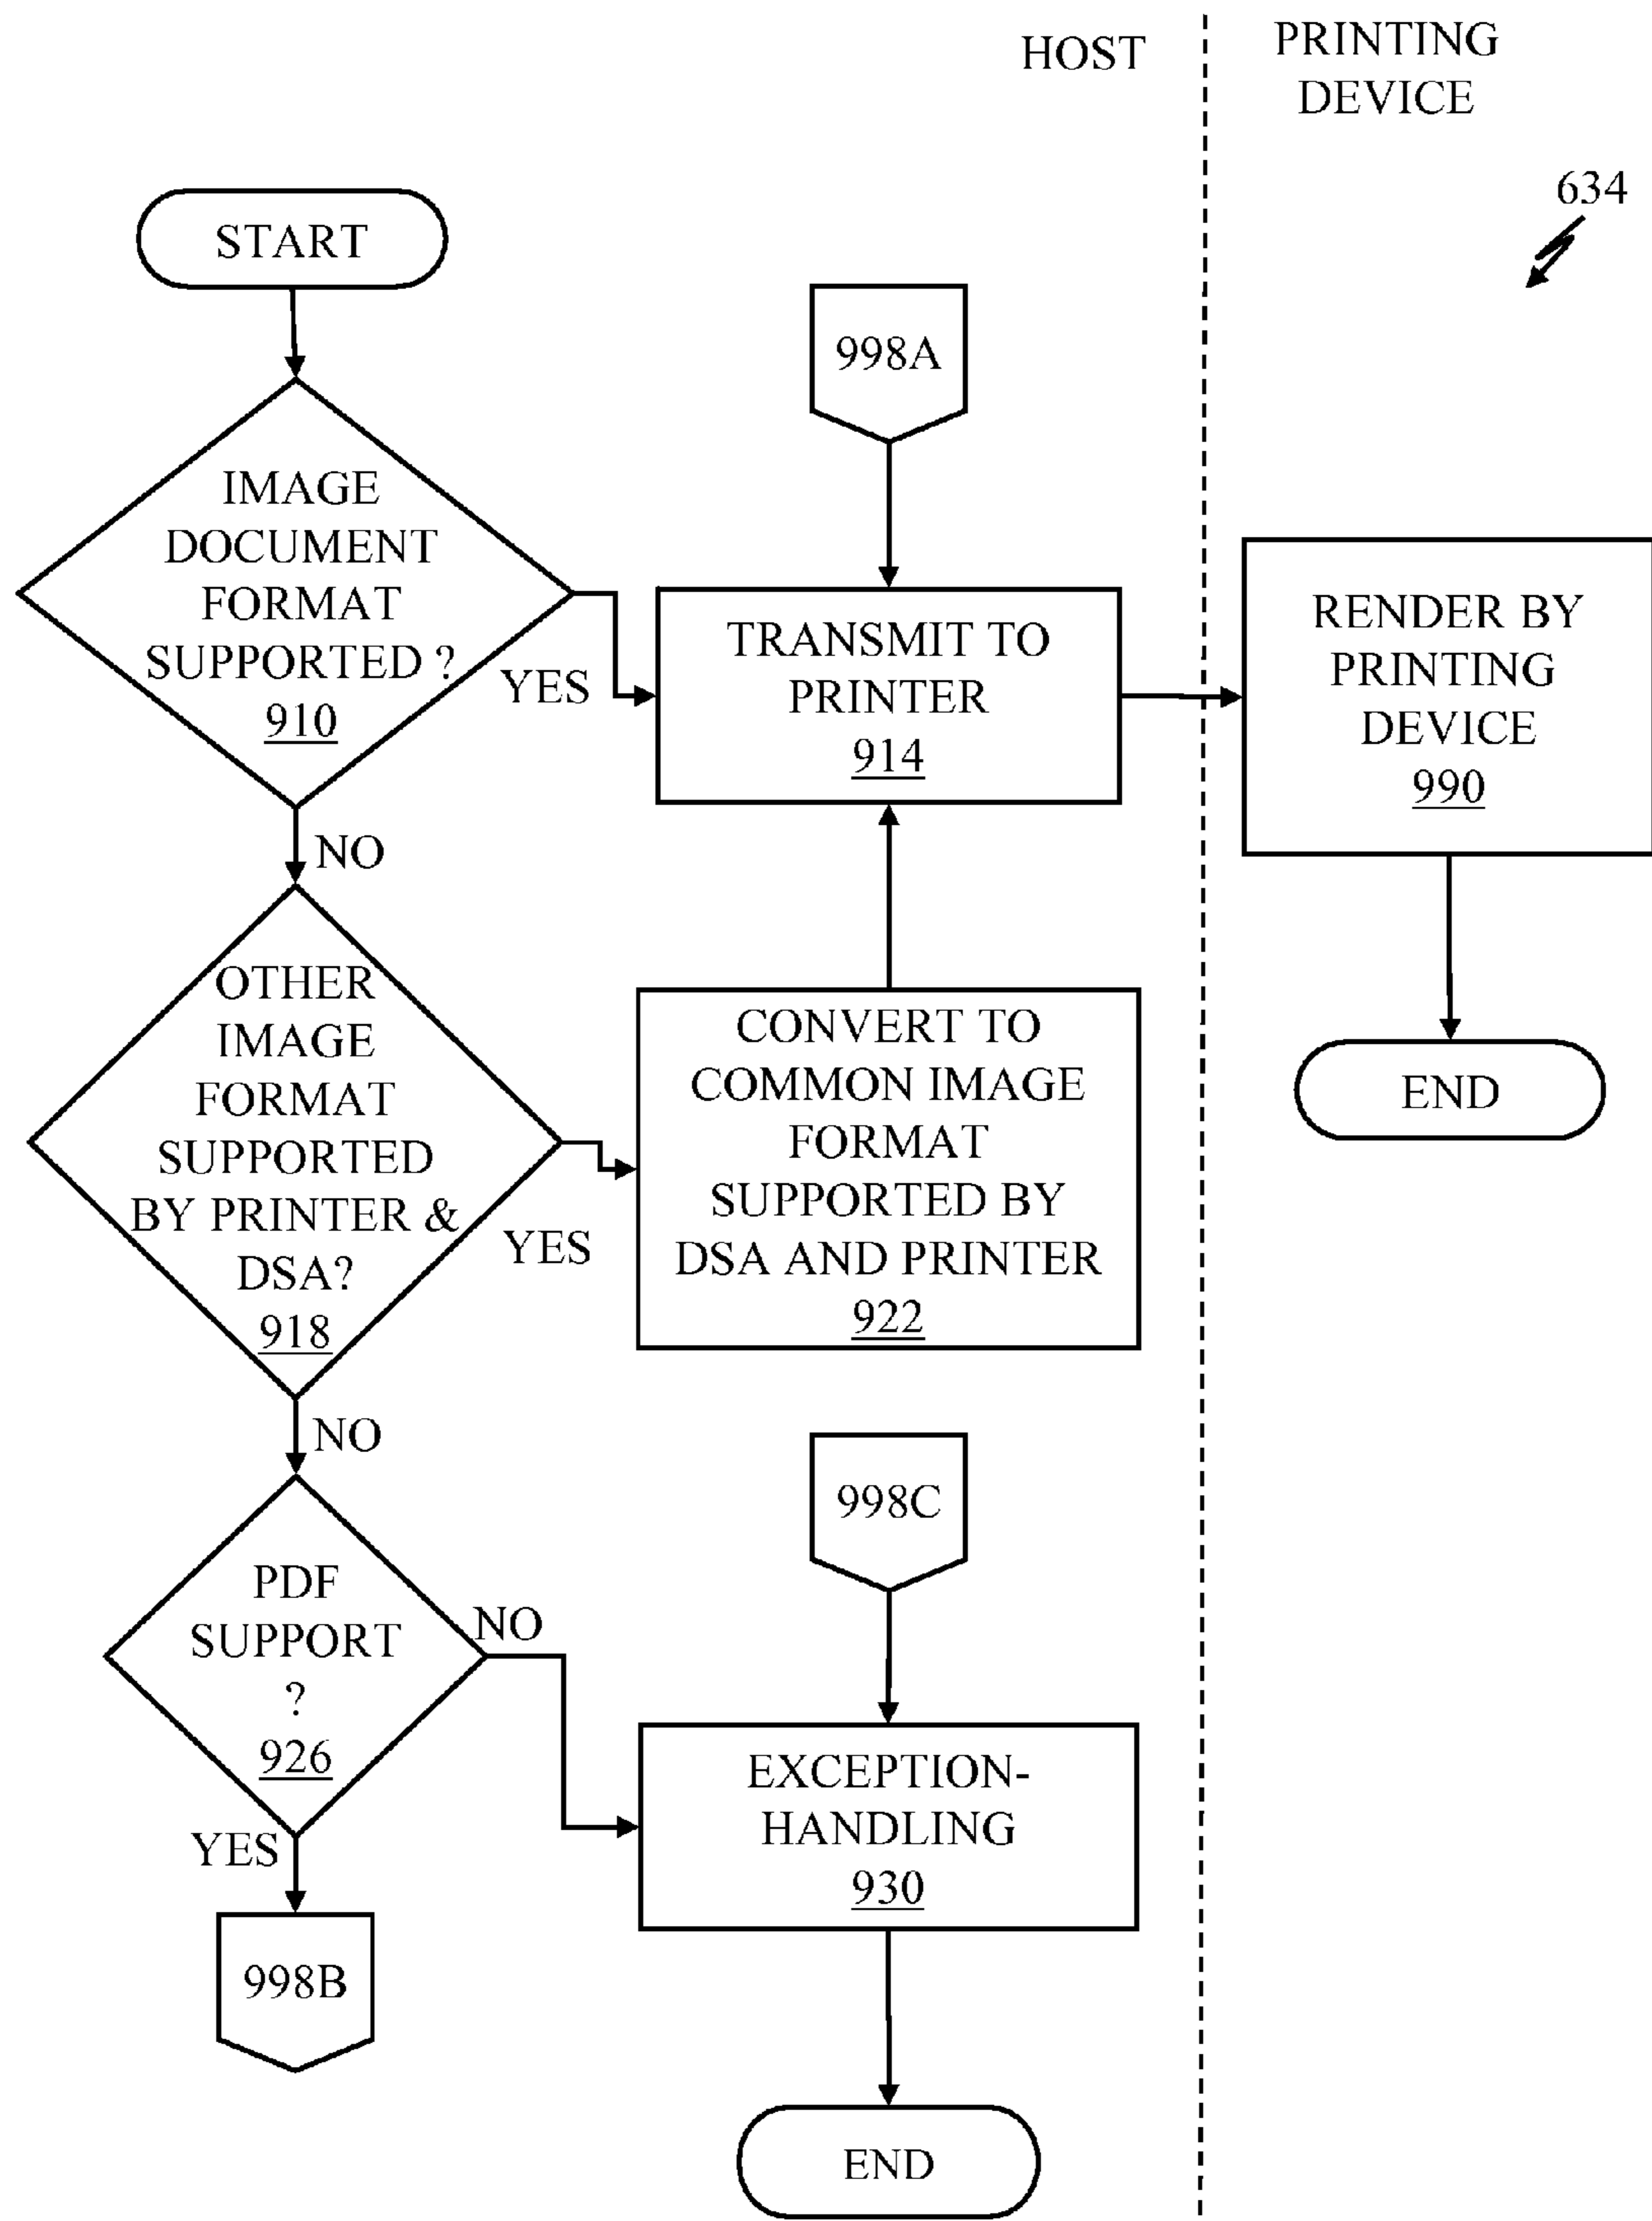 HOST
PRINTING
DEVICE
634
START
998A
IMAGE
DOCUMENT
FORMAT
SUPPORTED ?
910
YES
NO
TRANSMIT TO
PRINTER
914
RENDER BY
PRINTING
DEVICE
990
END
OTHER
IMAGE
FORMAT
SUPPORTED
BY PRINTER &
DSA?
918
YES
NO
CONVERT TO
COMMON IMAGE
FORMAT
SUPPORTED BY
DSA AND PRINTER
922
998C
PDF
SUPPORT
?
926
NO
YES
EXCEPTION-
HANDLING
930
998B
END